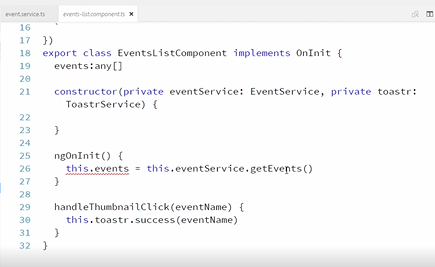 event.service.ts events-list.component.ts ×
16
17 })
18 export class EventsListComponent implements OnInit {
19 events:any[]
20
21 constructor(private eventService: EventService, private toastr:
ToastrService) {
22
23 }
24
25 ngOnInit() {
26 this.events = this.eventService.getEvents()
27 }
28
29 handleThumbnailClick(eventName) {
30 this.toastr.success(eventName)
31 }
32 }